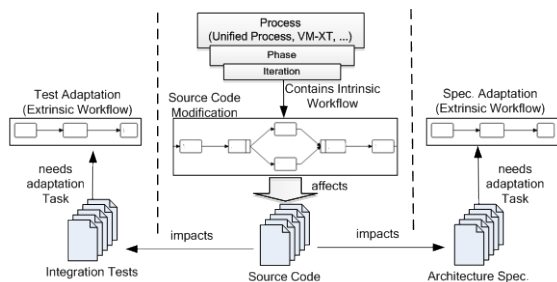 Process
(Unified Process, VM-XT, ...)
Phase
Iteration
Contains Intrinsic
Workflow
Source Code
Modification
Test Adaptation
(Extrinsic Workflow)
Spec. Adaptation
(Extrinsic Workflow)
needs
adaptation
Task
affects
needs
adaptation
Task
impacts
impacts
Integration Tests
Source Code
Architecture Spec.